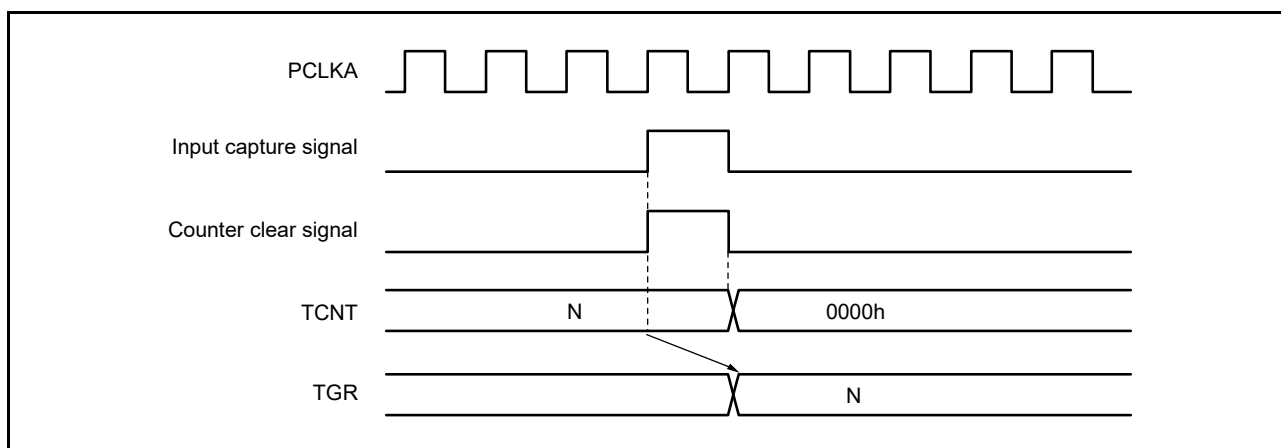 PCLKA
Input capture signal
Counter clear signal
TCNT N 0000h
TGR N